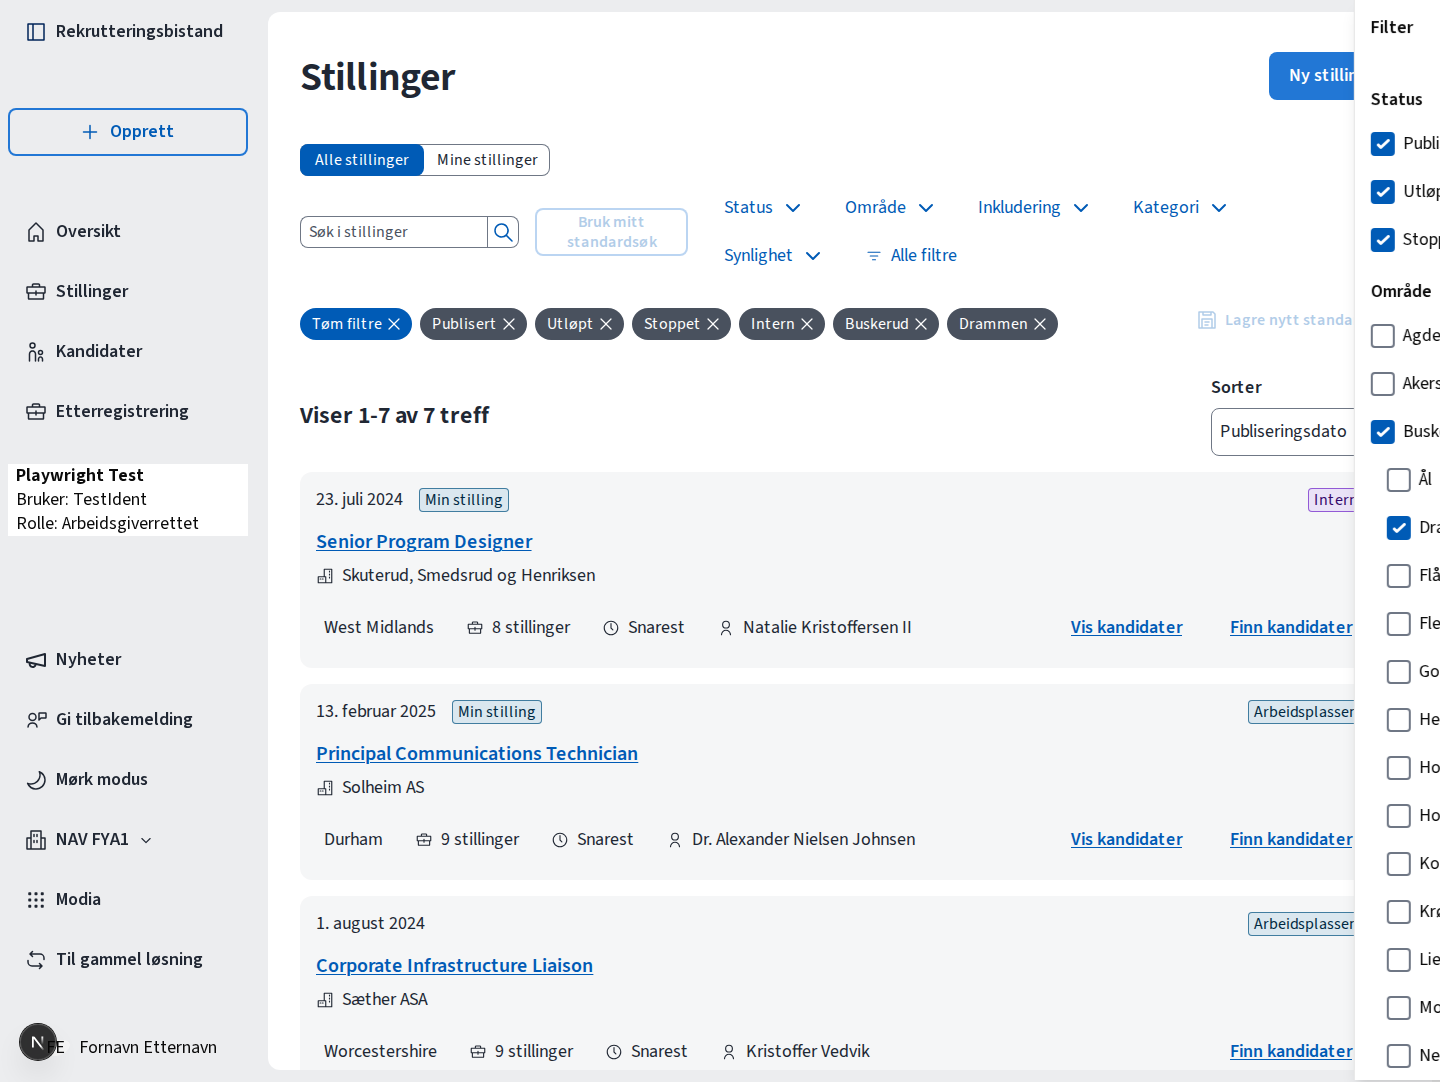 Rekrutteringsbistand
Opprett
Oversikt
Stillinger
Kandidater
Etterregistrering
Playwright Test
Bruker: TestIdent
Rolle: Arbeidsgiverrettet
Nyheter
Gi tilbakemelding
Mørk modus
NAV FYA1
Modia
Til gammel løsning
N FE Fornavn Etternavn
Stillinger
Alle stillinger Mine stillinger
Søk i stillinger
Bruk mitt
standardsøk
Status Område Inkludering Kategori
Synlighet Alle filtre
Tøm filtre Publisert Utløpt Stoppet Intern Buskerud Drammen
Lagre nytt standa
Viser 1-7 av 7 treff
Sorter
Publiseringsdato
23. juli 2024 Min stilling Intern
Senior Program Designer
Skuterud, Smedsrud og Henriksen
West Midlands 8 stillinger Snarest Natalie Kristoffersen II Vis kandidater Finn kandidater
13. februar 2025 Min stilling Arbeidsplassen
Principal Communications Technician
Solheim AS
Durham 9 stillinger Snarest Dr. Alexander Nielsen Johnsen Vis kandidater Finn kandidater
1. august 2024 Arbeidsplassen
Corporate Infrastructure Liaison
Sæther ASA
Worcestershire 9 stillinger Snarest Kristoffer Vedvik Finn kandidater
Ny stillin
Filter
Status
Publi
Utløp
Stopp
Område
Agde
Akers
Busk
Ål
Dra
Flå
Fle
Go
He
Ho
Ho
Ko
Krø
Lie
Mo
Ne